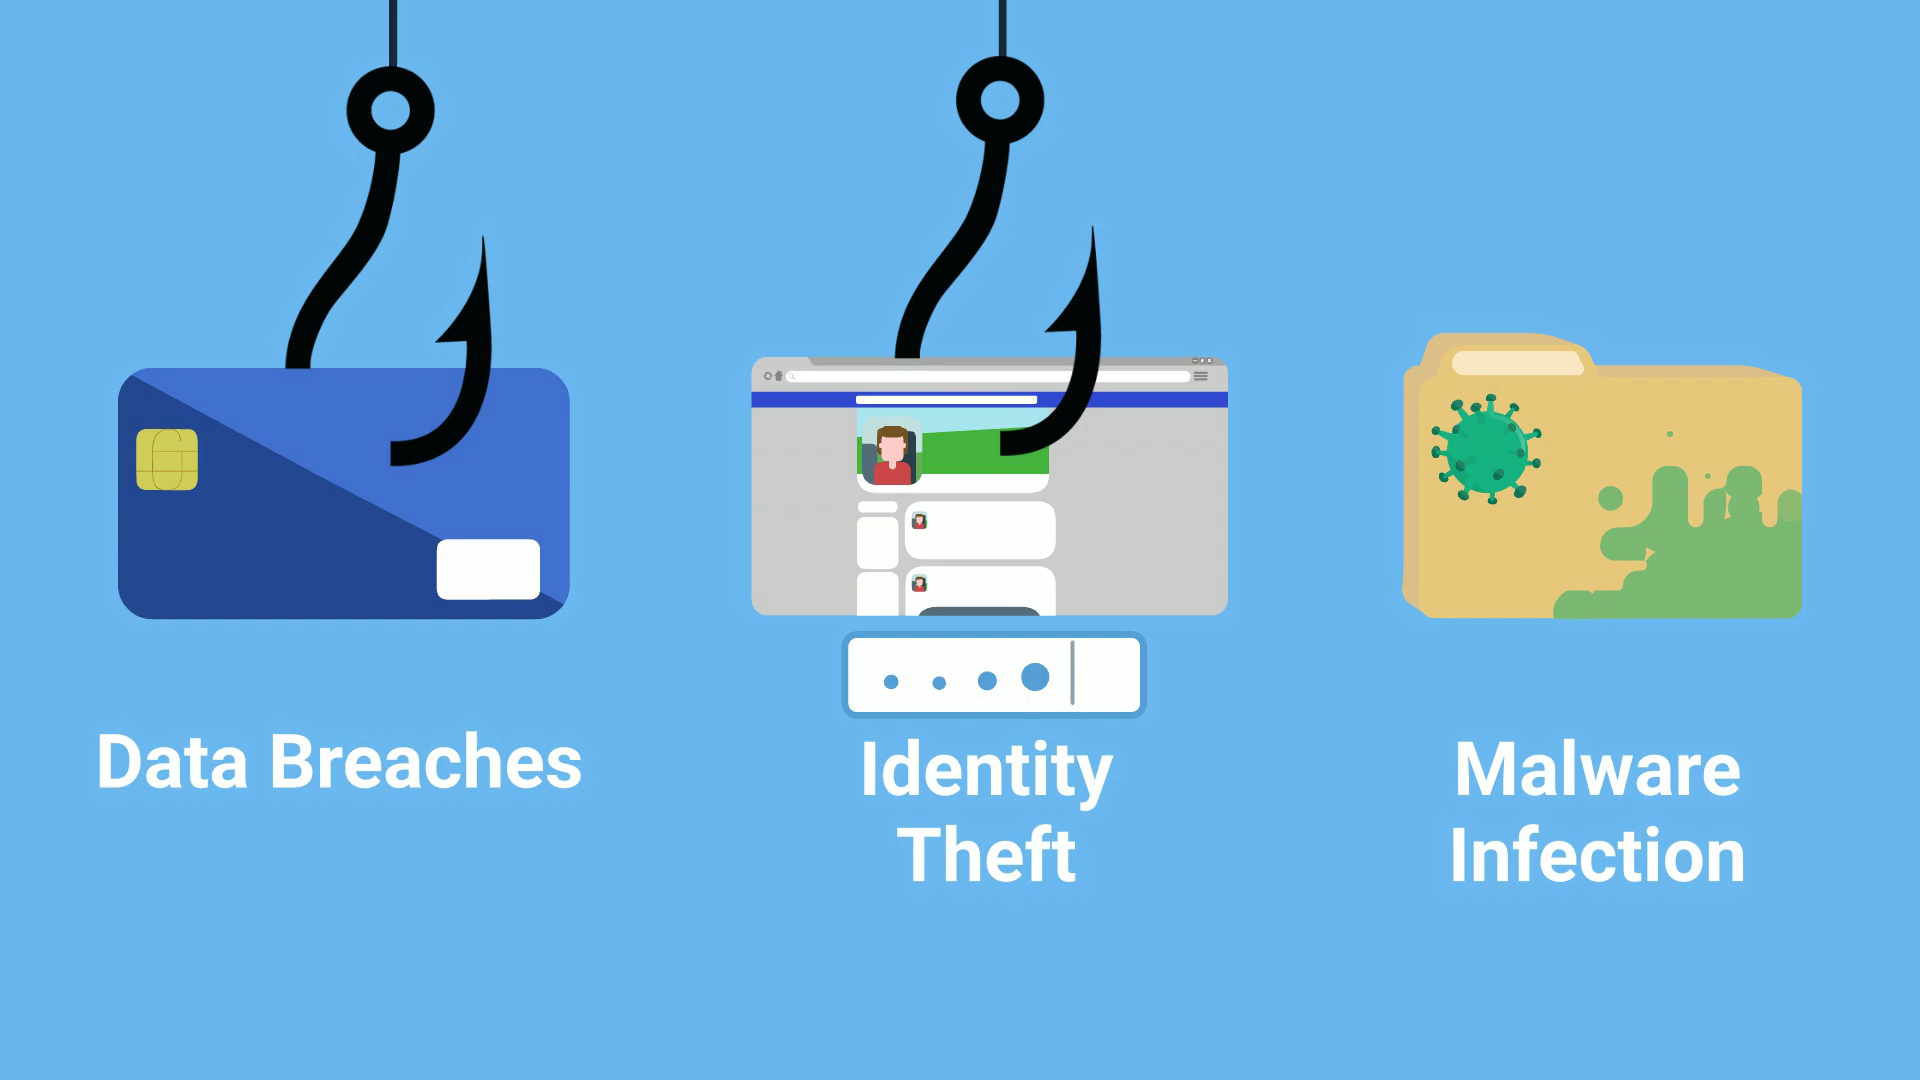 Data Breaches
Identity
Theft
Malware
Infection